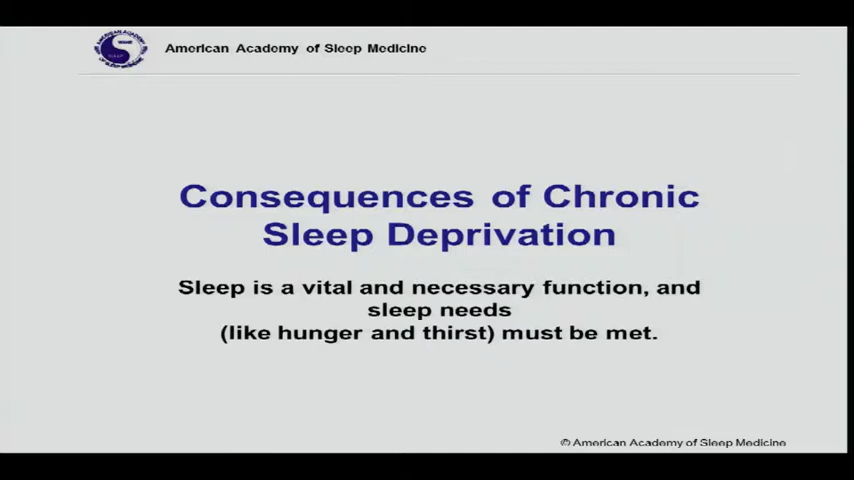 American Academy of Sleep Medicine
Consequences of Chronic
Sleep Deprivation
Sleep is a vital and necessary function, and
sleep needs
(like hunger and thirst) must be met.
© American Academy of Sleep Medicine